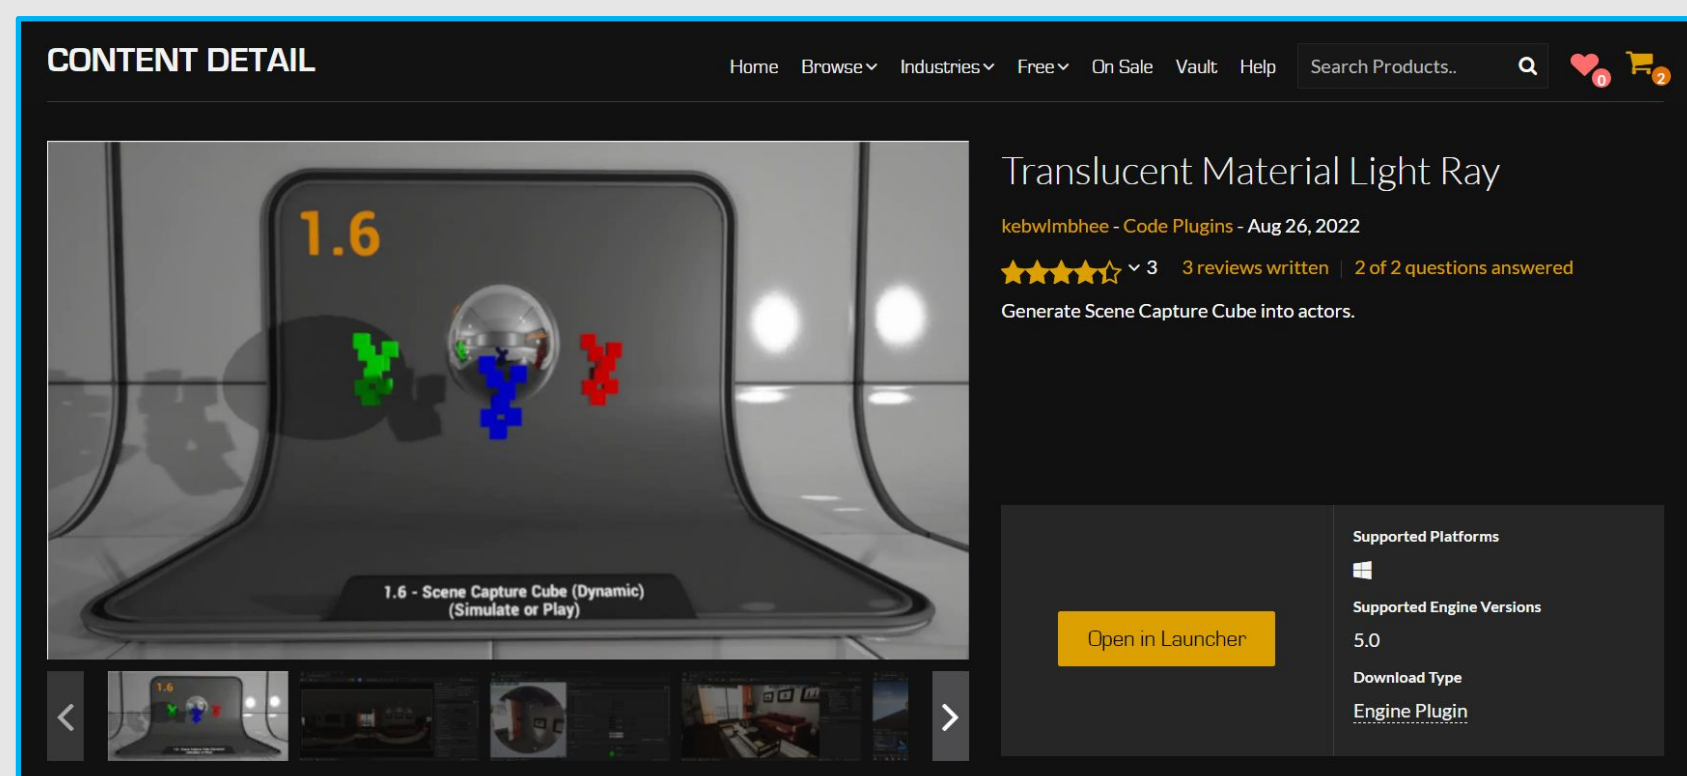 CONTENT DETAIL
Home Browse Industries Free On Sale Vault Help Search Products.. 0 2
1.6
1.6 - Scene Capture Cube (Dynamic)
(Simulate or Play)
1.6
Translucent Material Light Ray
kebwlmbhee - Code Plugins - Aug 26, 2022
3 3 reviews written 2 of 2 questions answered
Generate Scene Capture Cube into actors.
Open in Launcher
Supported Platforms
Supported Engine Versions
5.0
Download Type
Engine Plugin